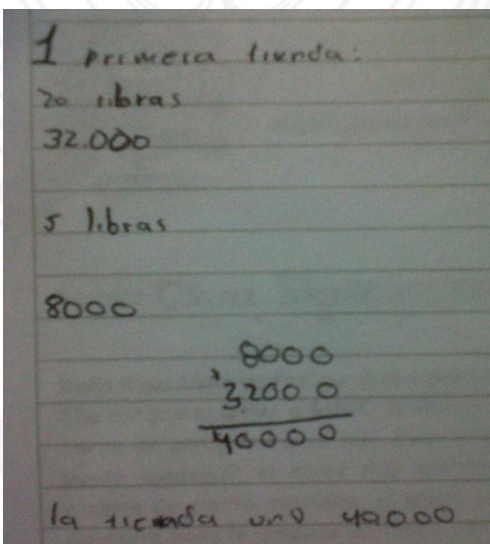 1 primera tienda:
20 libras
32.000
5 libras
8000
8000
+
32000
40000
la tienda uno 40000